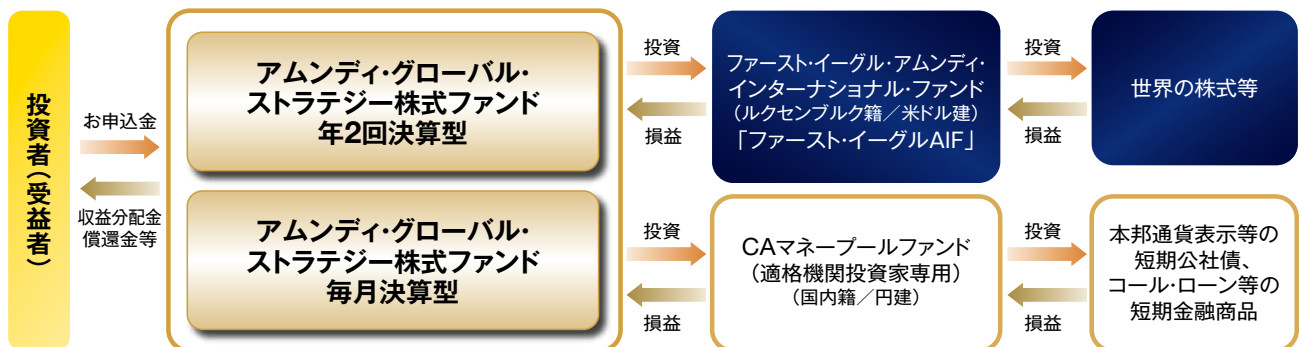 投資者(受益者)
お申込金
収益分配金
償還金等
アムンディ・グローバル・
ストラテジー株式ファンド
年2回決算型
アムンディ・グローバル・
ストラテジー株式ファンド
毎月決算型
投資
損益
ファースト・イーグル・アムンディ・
インターナショナル・ファンド
(ルクセンブルク籍/米ドル建)
「ファースト・イーグルAIF」
投資
損益
世界の株式等
投資
損益
CAマネープールファンド
(適格機関投資家専用)
(国内籍/円建)
投資
損益
本邦通貨表示等の
短期公社債、
コール・ローン等の
短期金融商品